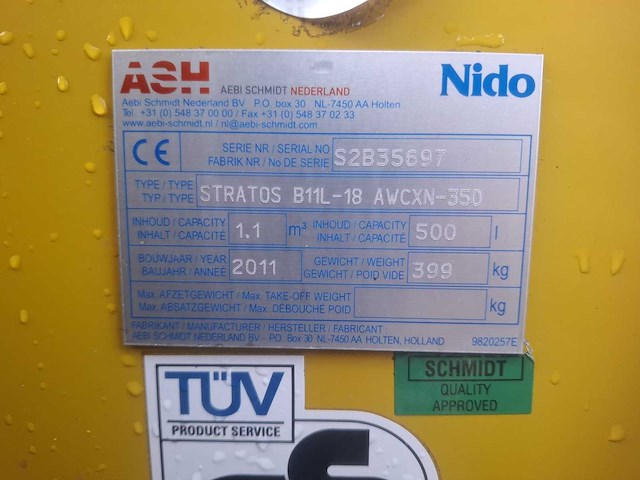 ASH AEBI SCHMIDT NEDERLAND Nido
Aebi Schmidt Nederland BV P.O. box 30 NL-7450 AA Holten
Tel +31 (0) 548 37 00 00 / Fax +31 (0) 548 37 02 33
www.aebi-schmidt.nl / nl@aebi-schmidt.com
CE SERIE NR / SERIAL NO S2B35697
FABRIK NR / No DE SERIE
TYPE / TYPE STRATOS B11L-18 AWCXN-350
TYP / TYPE
INHOUD / CAPACITY 1.1 m³ INHOUD / CAPACITY 500 l
INHALT / CAPACITÉ INHALT / CAPACITÉ
BOUWJAAR / YEAR 2011 GEWICHT / WEIGHT 399 kg
BAUJAHR / ANNEÉ GEWICHT / POID VIDE
Max. AFZETGEWICHT / Max. TAKE-OFF WEIGHT kg
Max. ABSATZGEWICHT / Max. DÉBOUCHÉ POID
FABRIKANT / MANUFACTURER / HERSTELLER / FABRICANT
AEBI SCHMIDT NEDERLAND BV - P.O. Box 30 NL-7450 AA HOLTEN, HOLLAND 9820257E
TÜV
PRODUCT SERVICE
SCHMIDT
QUALITY
APPROVED